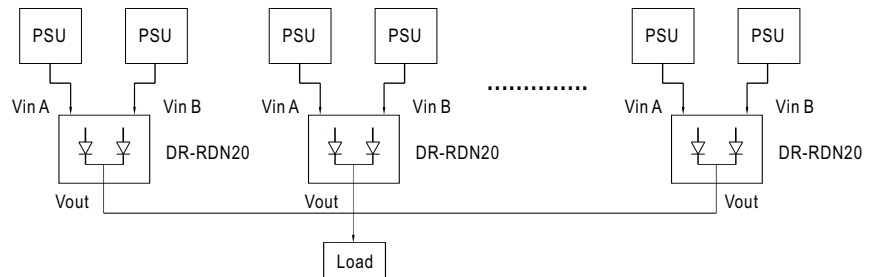 PSU PSU PSU PSU PSU PSU
Vin A Vin B Vin A Vin B Vin A Vin B
DR-RDN20 DR-RDN20 DR-RDN20
Vout Vout Vout
Load